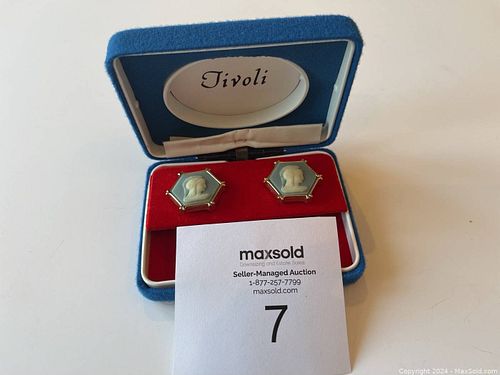 Tivoli
maxsold
Downsizing and Estate Sales
Seller-Managed Auction
1-877-257-7799
maxsold.com
7
Copyright 2024 - MaxSold.com